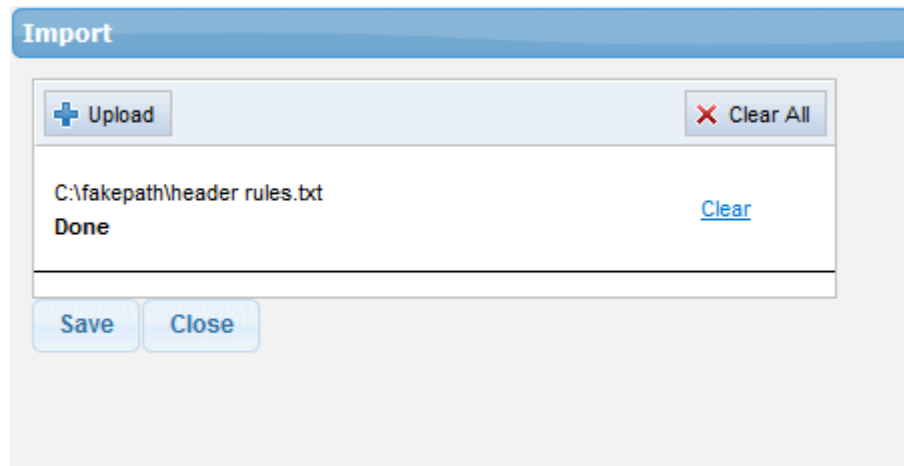 Import
Upload
Clear All
C:\fakepath\header rules.txt
Clear
Done
Save
Close